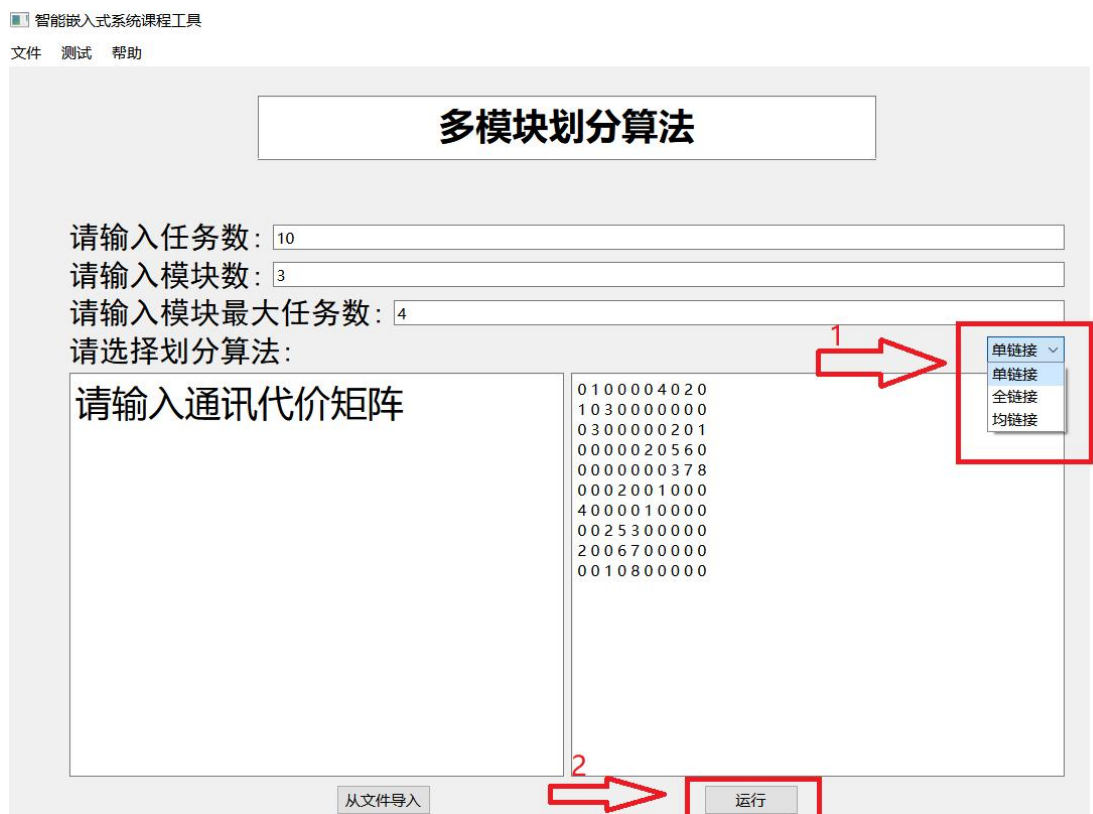 智能嵌入式系统课程工具
文件 测试 帮助
多模块划分算法
请输入任务数: 10
请输入模块数: 3
请输入模块最大任务数: 4
请选择划分算法:
1
单链接
单链接
全链接
均链接
请输入通讯代价矩阵
0 1 0 0 0 0 4 0 2 0
1 0 3 0 0 0 0 0 0 0
0 3 0 0 0 0 0 2 0 1
0 0 0 0 0 2 0 5 6 0
0 0 0 0 0 0 0 3 7 8
0 0 0 2 0 0 1 0 0 0
4 0 0 0 0 1 0 0 0 0
0 0 2 5 3 0 0 0 0 0
2 0 0 6 7 0 0 0 0 0
0 0 1 0 8 0 0 0 0 0
2
从文件导入
运行